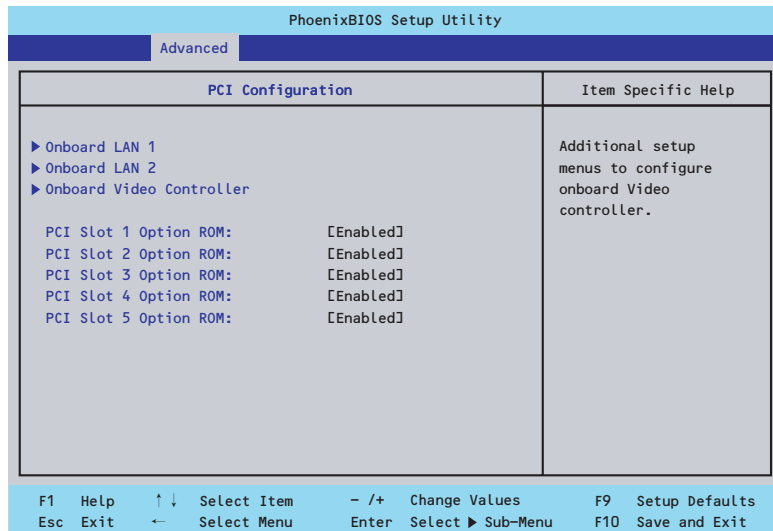 PhoenixBIOS Setup Utility
Advanced
PCI Configuration
Item Specific Help
▶ Onboard LAN 1
▶ Onboard LAN 2
▶ Onboard Video Controller
PCI Slot 1 Option ROM: [Enabled]
PCI Slot 2 Option ROM: [Enabled]
PCI Slot 3 Option ROM: [Enabled]
PCI Slot 4 Option ROM: [Enabled]
PCI Slot 5 Option ROM: [Enabled]
Additional setup
menus to configure
onboard Video
controller.
F1 Help ↑↓ Select Item – /+ Change Values F9 Setup Defaults
Esc Exit ← Select Menu Enter Select ▶ Sub–Menu F10 Save and Exit